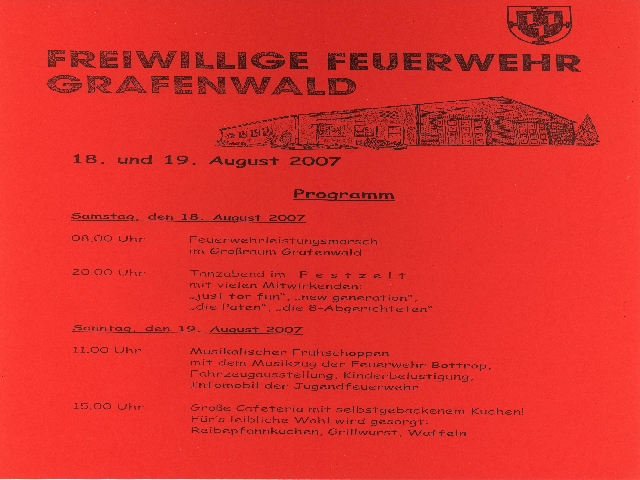 FREIWILLIGE FEUERWEHR
GRAFENWALD
18. und 19. August 2007
Programm
Samstag, den 18. August 2007
08.00 Uhr Feuerwehrleistungsmarsch
im Großraum Grafenwald
20.00 Uhr Tanzabend im F e s t z e l t
mit vielen Mitwirkenden:
„just for fun“, „new generation“,
„die Paten“, „die 8-Abgerichteten“
Sonntag, den 19. August 2007
11.00 Uhr Musikalischer Frühschoppen
mit dem Musikzug der Feuerwehr Bottrop,
Fahrzeugausstellung, Kinderbelustigung,
Infomobil der Jugendfeuerwehr
15.00 Uhr Große Cafeteria mit selbstgebackenem Kuchen!
Für's leibliche Wohl wird gesorgt:
Reibepfannkuchen, Grillwurst, Waffeln